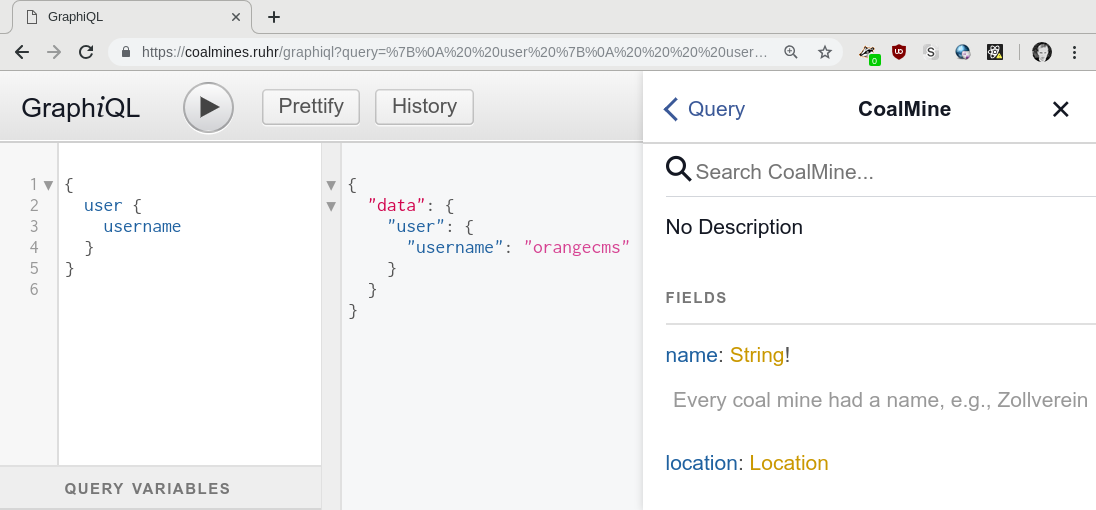 GraphiQL
https://coalmines.ruhr/graphiql?query=%7B%0A%20%20user%20%7B%0A%20%20%20%20user…
0
GraphiQL
Prettify
History
Query
CoalMine
Search CoalMine...
No Description
FIELDS
name: String!
Every coal mine had a name, e.g., Zollverein
location: Location
1 {
2 user {
3 username
4 }
5 }
6
{
"data": {
"user": {
"username": "orangecms"
}
}
}
QUERY VARIABLES